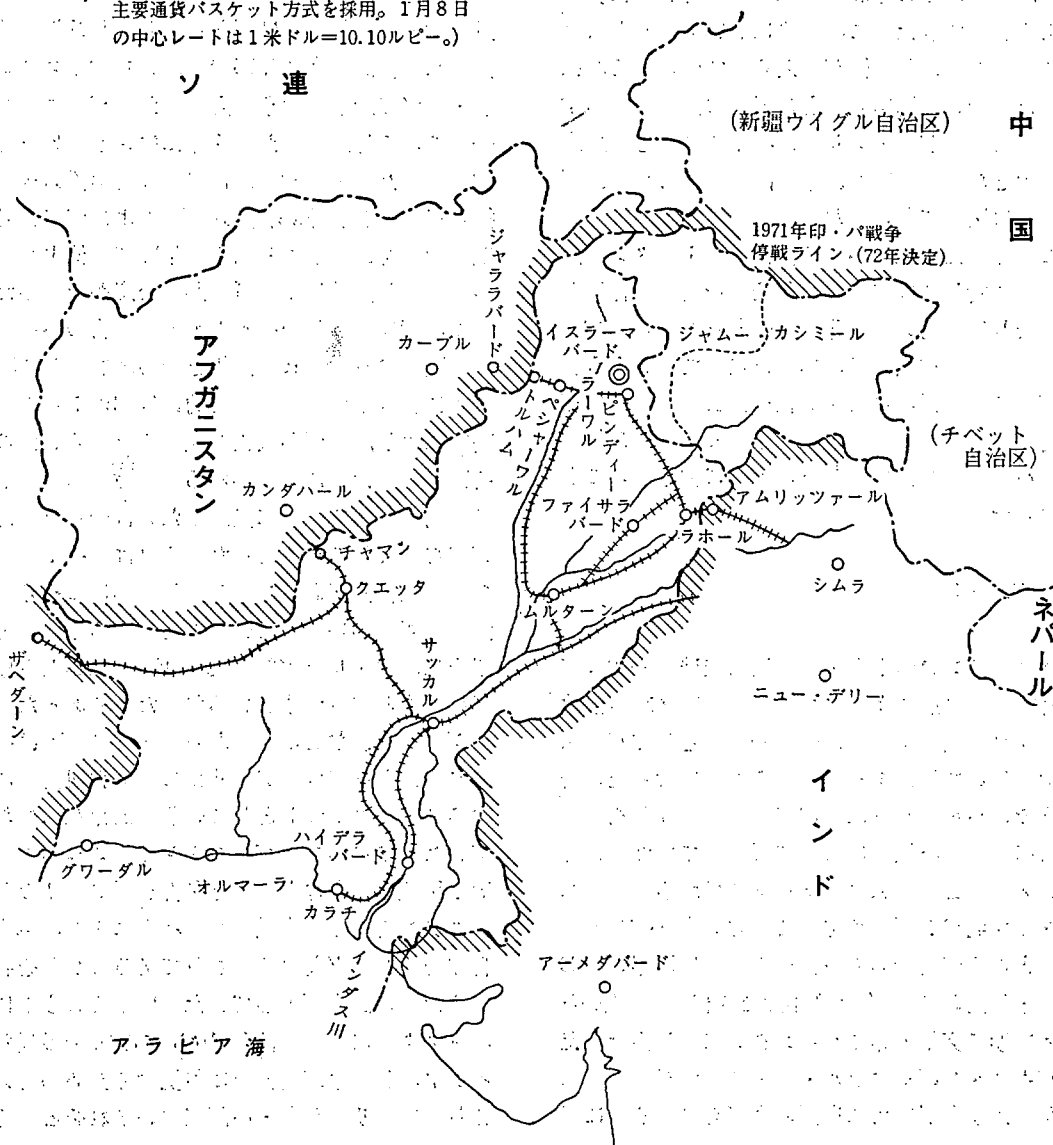 主要通貨バスケット方式を採用。1月8日
の中心レートは1米ドル=10.10ルピー。)
ソ連
(新疆ウイグル自治区)
中国
1971年印・パ戦争
停戦ライン(72年決定)
ジャララバード
カーブル
イスラーマ
バード
ジャムー・カシミール
アフガニスタン
トルハム
ペシャーワル
ラーワル
ピンディー
(チベット
自治区)
カンダハール
ファイサラ
バード
アムリッツァール
ラホール
チャマン
クエッタ
シムラ
ムルターン
ネパール
ザヘダーン
サッカル
ニュー・デリー
インド
ハイデラ
バード
グワーダル
オルマーラ
カラチ
インダス川
アーメダバード
アラビア海